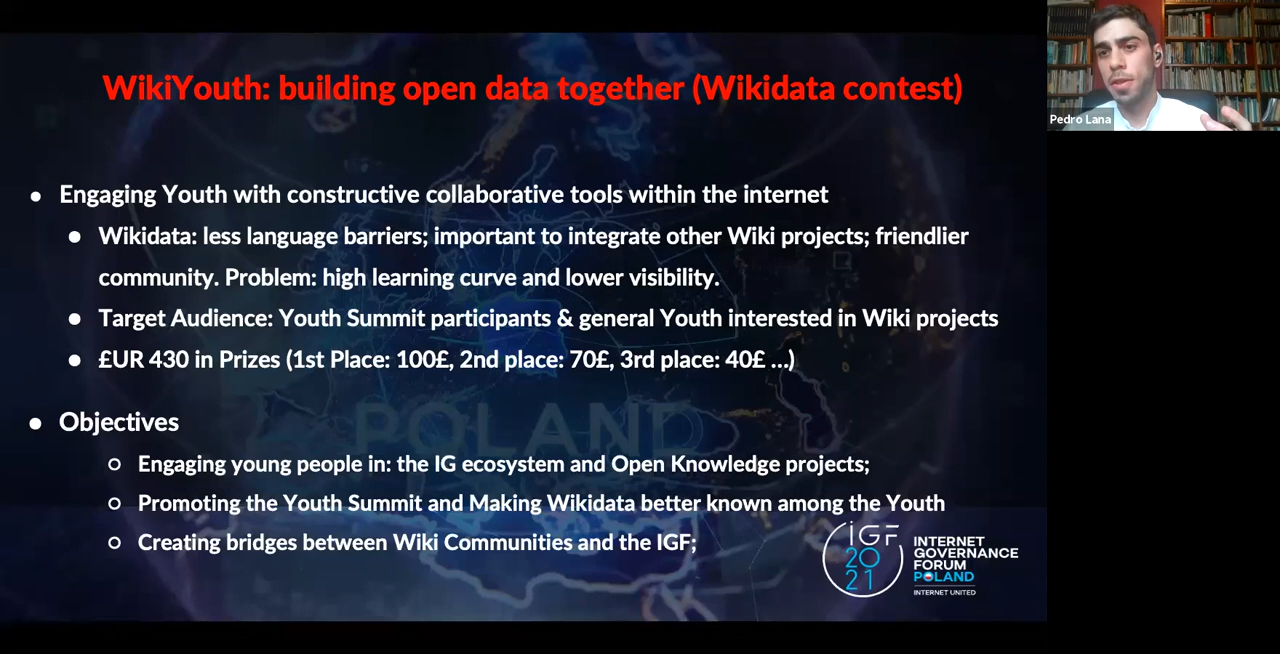 WikiYouth: building open data together (Wikidata contest)
Pedro Lana
● Engaging Youth with constructive collaborative tools within the internet
● Wikidata: less language barriers; important to integrate other Wiki projects; friendlier
community. Problem: high learning curve and lower visibility.
● Target Audience: Youth Summit participants & general Youth interested in Wiki projects
● £UR 430 in Prizes (1st Place: 100£, 2nd place: 70£, 3rd place: 40£ ...)
● Objectives
○ Engaging young people in: the IG ecosystem and Open Knowledge projects;
○ Promoting the Youth Summit and Making Wikidata better known among the Youth
○ Creating bridges between Wiki Communities and the IGF;
POLAND
IGF
20
21
INTERNET
GOVERNANCE
FORUM
POLAND
INTERNET UNITED